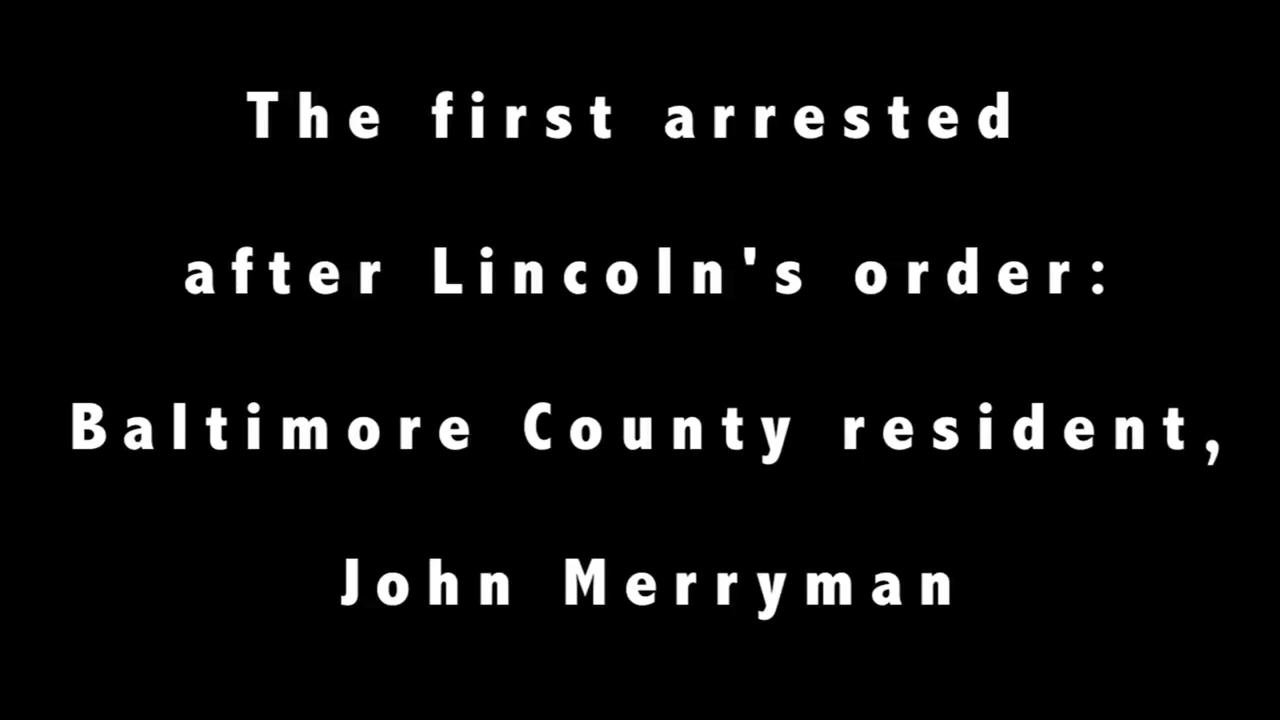 The first arrested
after Lincoln's order:
Baltimore County resident,
John Merryman